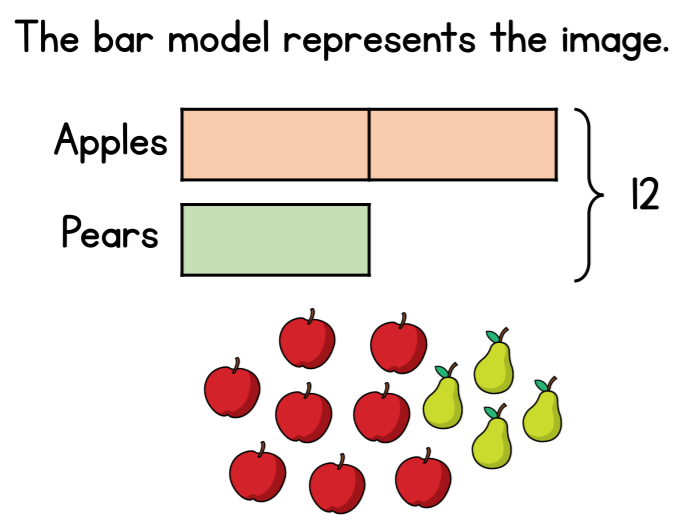 The bar model represents the image.
Apples
12
Pears